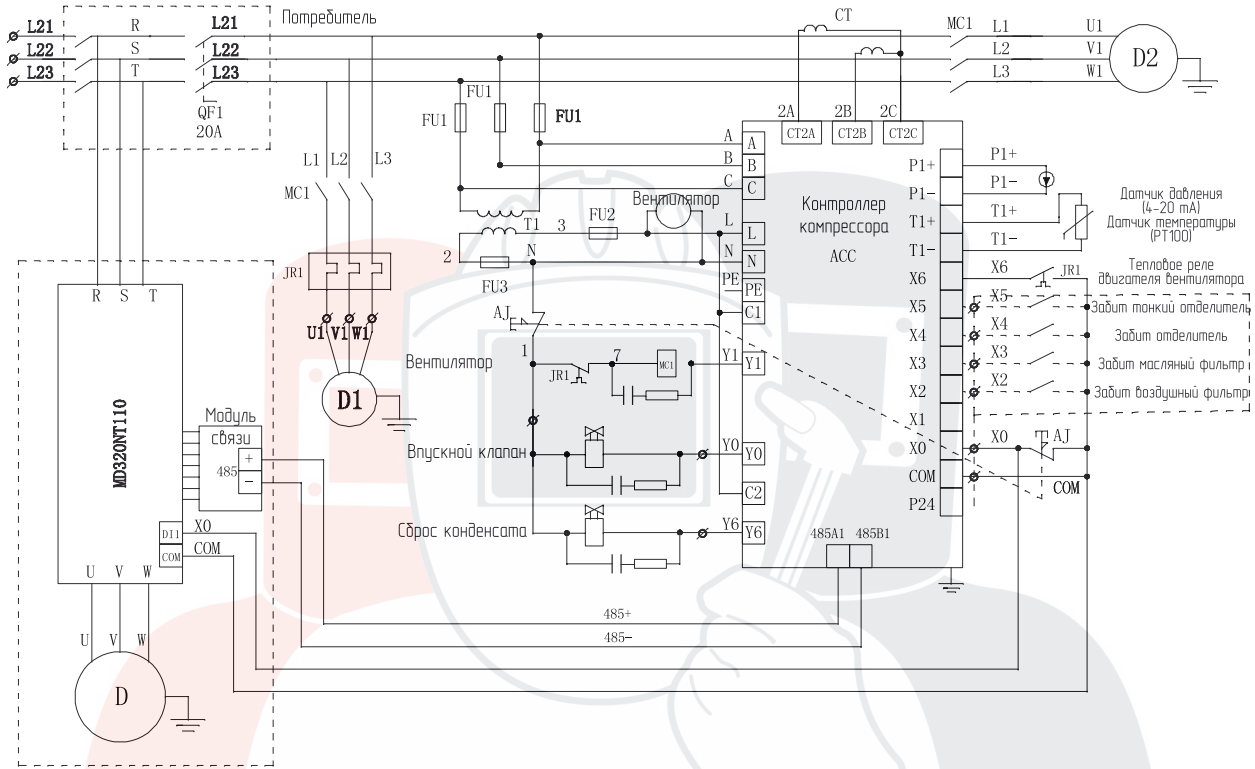 Потребитель
L21
L22
L23
R
S
T
L21
L22
L23
QF1
20A
CT
MC1
L1
L2
L3
U1
V1
W1
D2
FU1
FU1
FU1
L1
L2
L3
MC1
JR1
U1
V1
W1
D1
2A
2B
2C
CT2A
CT2B
CT2C
A
A
B
B
C
C
L
L
N
N
PE
PE
C1
Y1
Y1
Y0
Y0
C2
Y6
Y6
Контроллер
компрессора
ACC
Вентилятор
T1
3
FU2
2
FU3
N
AJ
1
Вентилятор
JR1
7
MC1
Впускной клапан
Сброс конденсата
P1+
P1-
T1+
T1-
X6
X5
X4
X3
X2
X1
X0
COM
P24
P1+
P1-
T1+
T1-
X6
JR1
X5
X4
X3
X2
X0
AJ
COM
Датчик давления
(4-20 mA)
Датчик температуры
(PT100)
Тепловое реле
двигателя вентилятора
Забит тонкий отделитель
Забит отделитель
Забит масляный фильтр
Забит воздушный фильтр
485A1
485B1
485+
485-
R
S
T
MD320NT110
Модуль
связи
485
+
-
DI1
X0
COM
COM
U
V
W
U
V
W
D